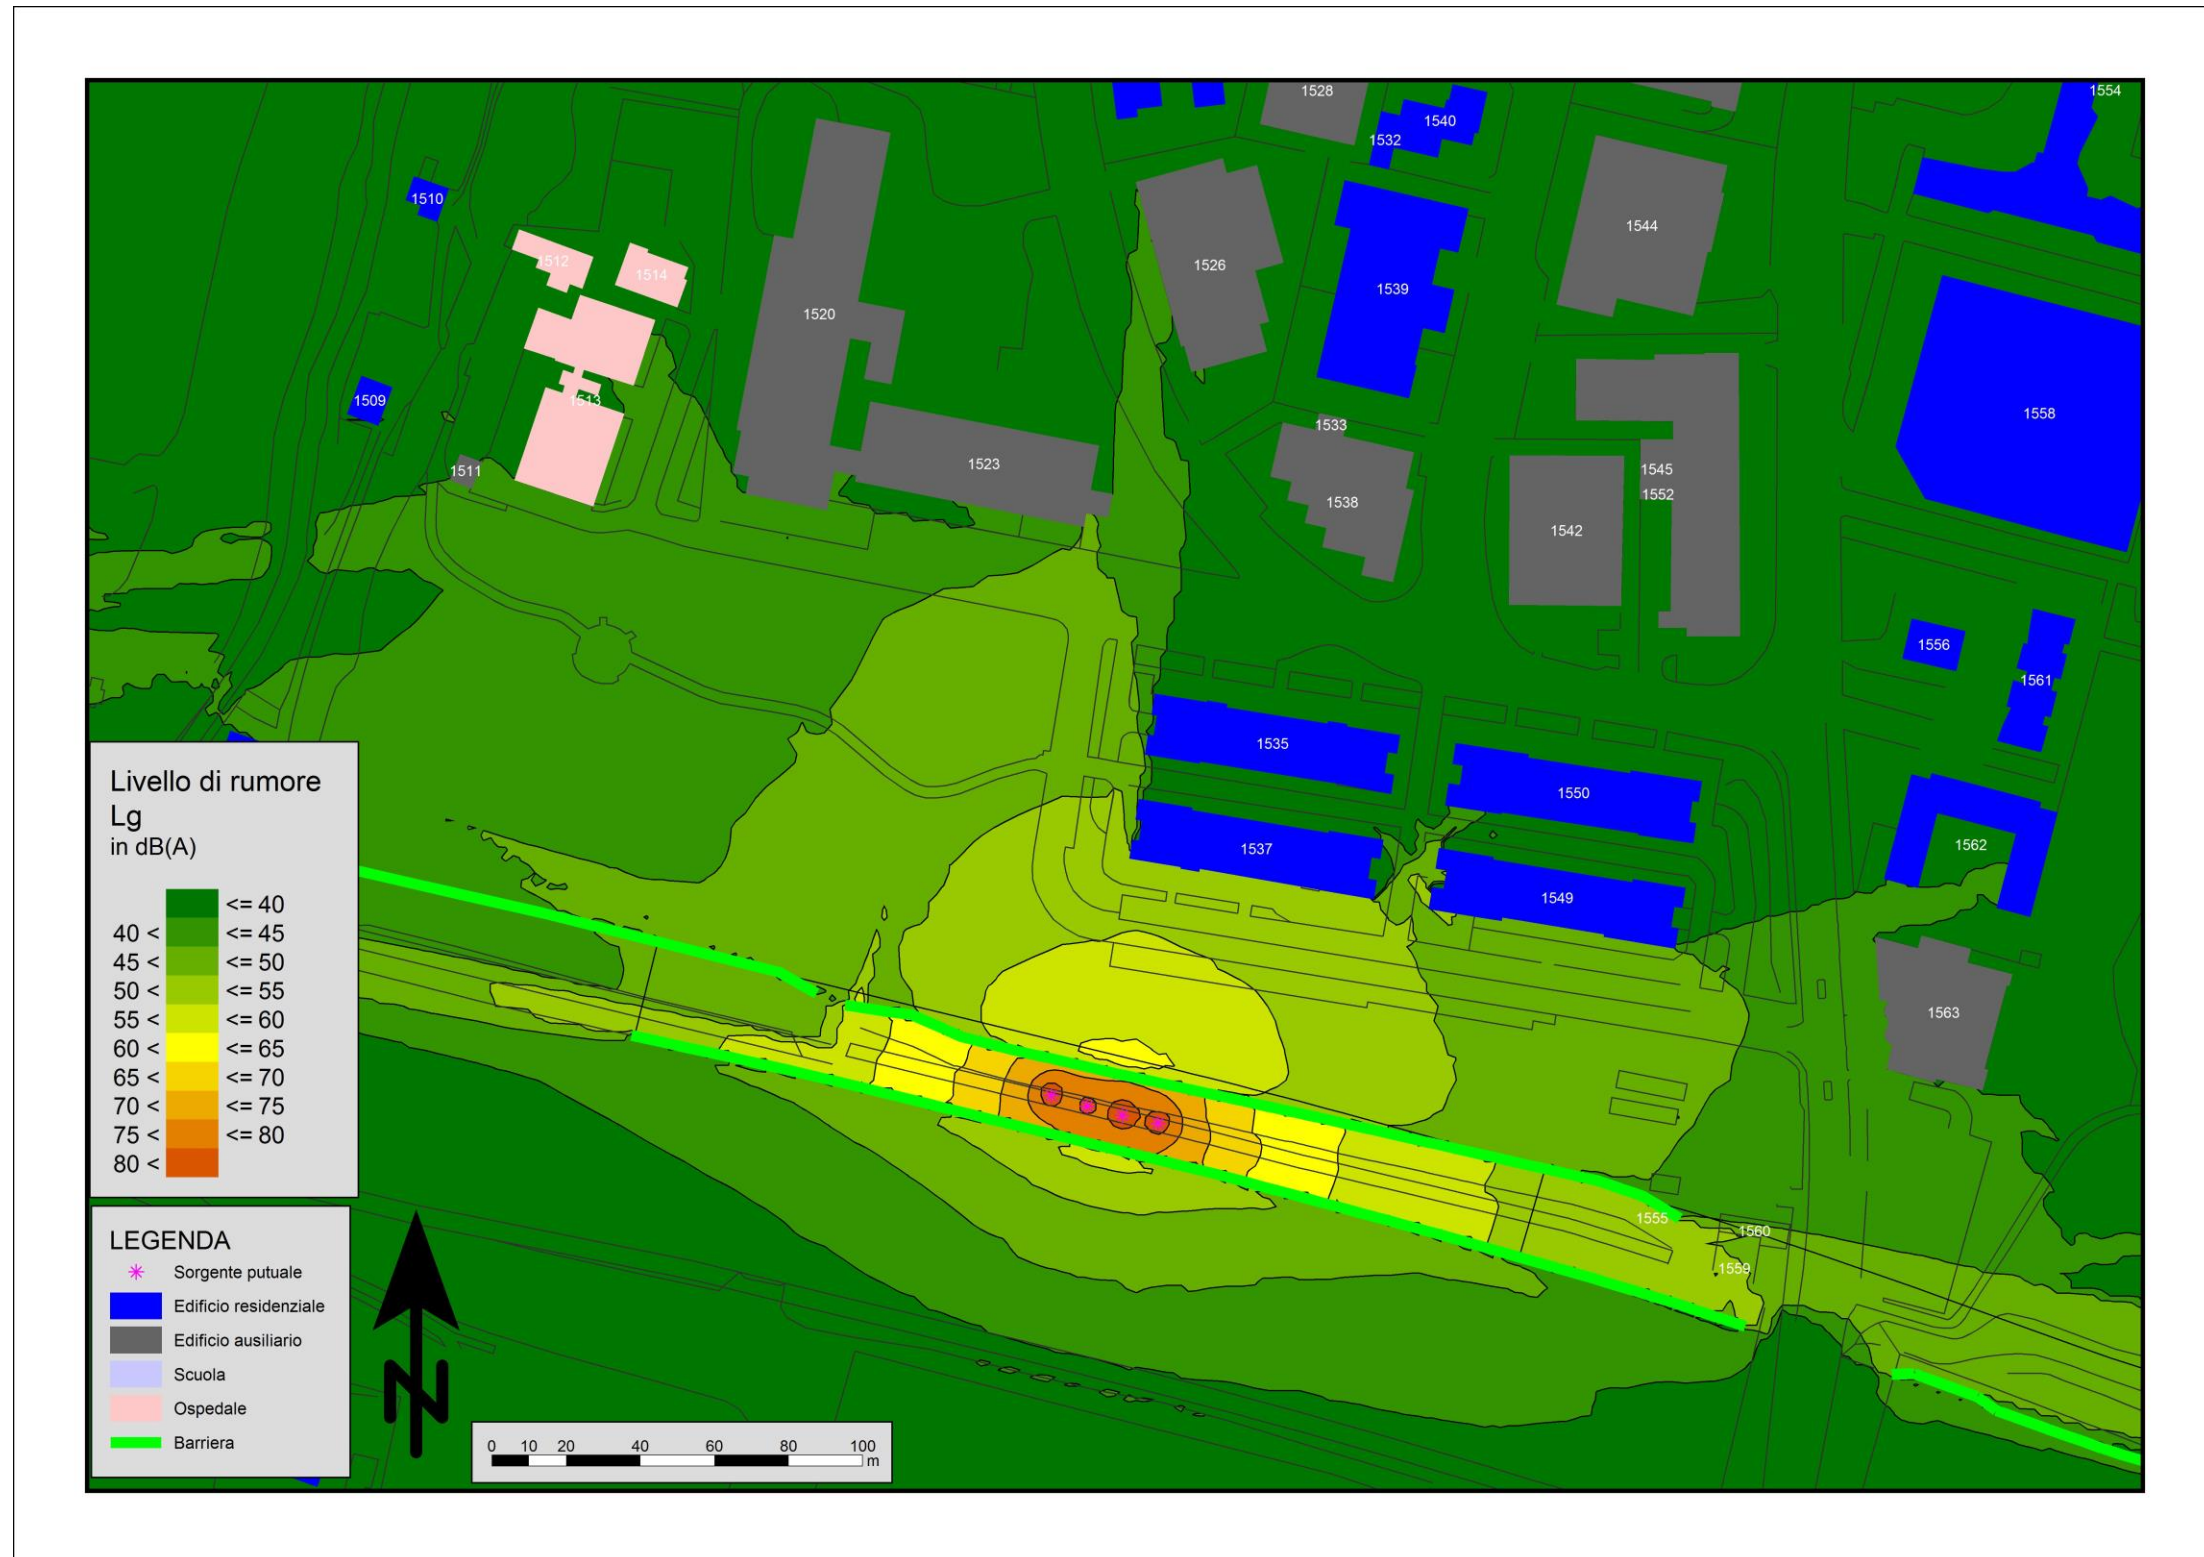 1528
1554
1540
1532
1510
1544
1512
1526
1514
1539
1520
1509
1513
1558
1533
1523
1511
1545
1552
1538
1542
1556
1561
1535
1550
1562
1537
1549
1563
1555
1560
1559
Livello di rumore
Lg
in dB(A)
<= 40
40 < <= 45
45 < <= 50
50 < <= 55
55 < <= 60
60 < <= 65
65 < <= 70
70 < <= 75
75 < <= 80
80 <
LEGENDA
Sorgente putuale
Edificio residenziale
Edificio ausiliario
Scuola
Ospedale
Barriera
N
0 10 20 40 60 80 100
m